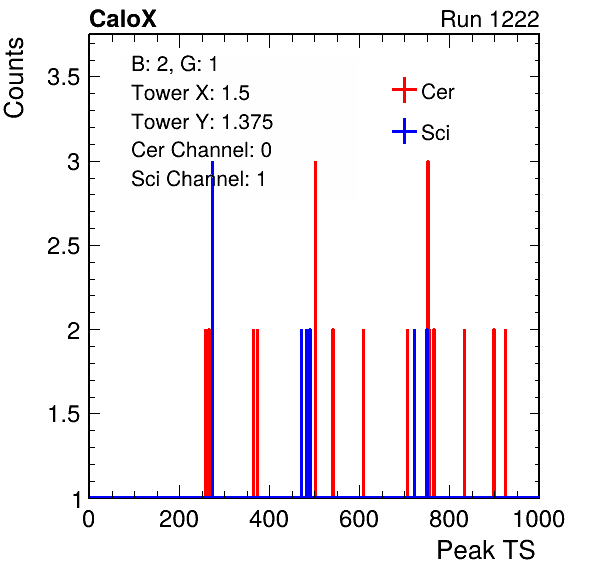 CaloX Run 1222
Counts
B: 2, G: 1
Tower X: 1.5
Tower Y: 1.375
Cer Channel: 0
Sci Channel: 1
Cer
Sci
3.5
3
2.5
2
1.5
1
0 200 400 600 800 1000
Peak TS